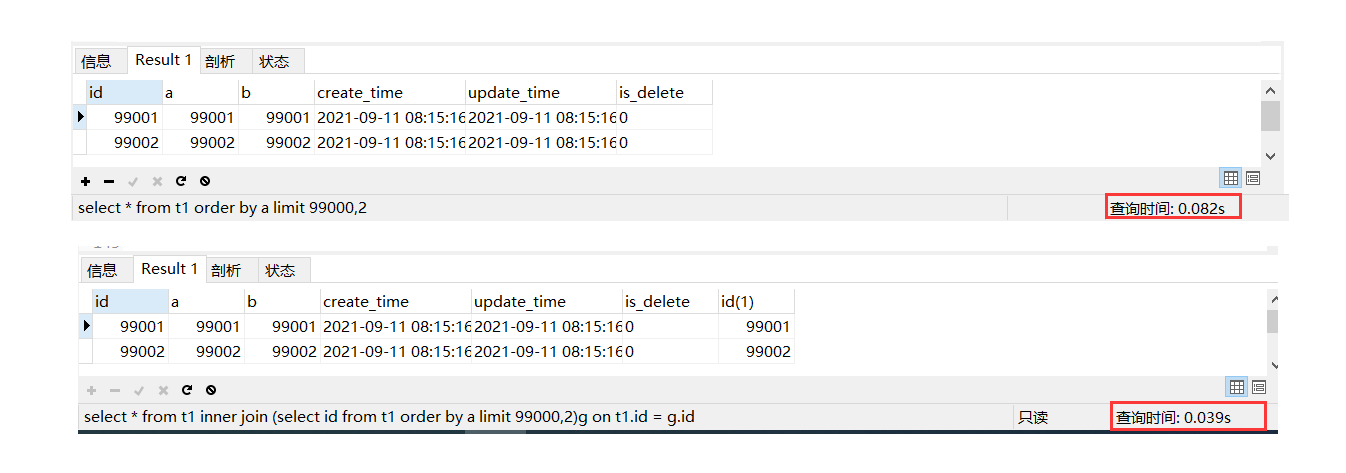 信息 Result 1 剖析 状态
id a b create_time update_time is_delete
99001 99001 99001 2021-09-11 08:15:16 2021-09-11 08:15:16 0
99002 99002 99002 2021-09-11 08:15:16 2021-09-11 08:15:16 0
select * from t1 order by a limit 99000,2 查询时间: 0.082s
信息 Result 1 剖析 状态
id a b create_time update_time is_delete id(1)
99001 99001 99001 2021-09-11 08:15:16 2021-09-11 08:15:16 0 99001
99002 99002 99002 2021-09-11 08:15:16 2021-09-11 08:15:16 0 99002
select * from t1 inner join (select id from t1 order by a limit 99000,2)g on t1.id = g.id 只读 查询时间: 0.039s